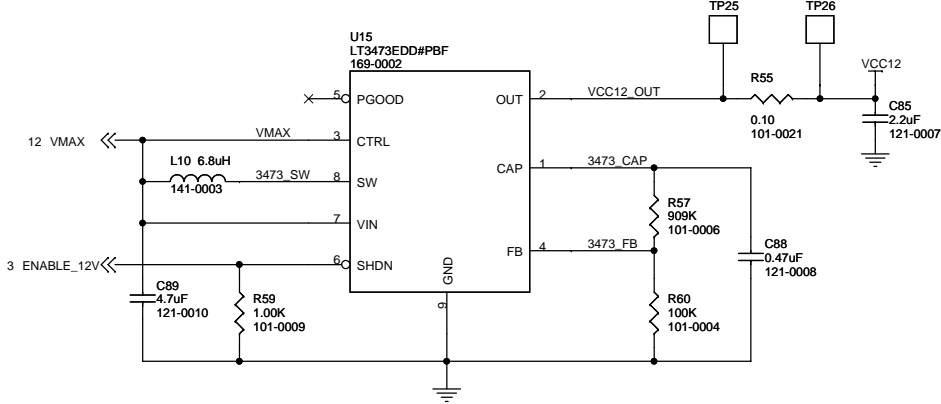 TP25
TP26
U15
LT3473EDD#PBF
169-0002
VCC12
5
PGOOD
OUT
2
VCC12_OUT
R55
0.10
101-0021
C85
2.2uF
121-0007
12 VMAX
VMAX
3
CTRL
L10 6.8uH
141-0003
3473_SW
8
SW
CAP
1
3473_CAP
R57
909K
101-0006
7
VIN
FB
4
3473_FB
C88
0.47uF
121-0008
3 ENABLE_12V
6
SHDN
GND
9
C89
4.7uF
121-0010
R59
1.00K
101-0009
R60
100K
101-0004